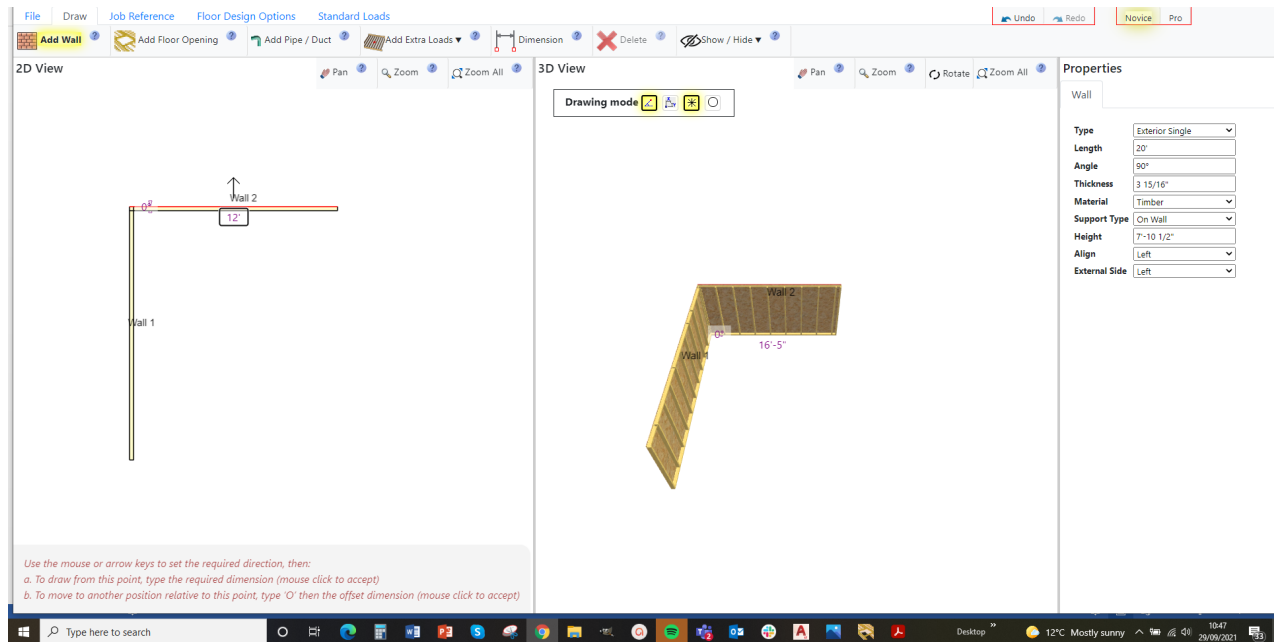 File Draw Job Reference Floor Design Options Standard Loads Undo Redo Novice Pro
Add Wall ? Add Floor Opening ? Add Pipe / Duct ? Add Extra Loads ▾ ? Dimension ? Delete ? Show / Hide ▾ ?
2D View Pan ? Zoom ? Zoom All ?
3D View Pan ? Zoom ? Rotate Zoom All ?
Properties
Drawing mode
Wall
Type Exterior Single
Length 20'
Angle 90°
Thickness 3 15/16"
Material Timber
Support Type On Wall
Height 7'-10 1/2"
Align Left
External Side Left
Wall 2
0°
12'
Wall 1
Wall 2
0°
16'-5"
Wall 1
Use the mouse or arrow keys to set the required direction, then:
a. To draw from this point, type the required dimension (mouse click to accept)
b. To move to another position relative to this point, type 'O' then the offset dimension (mouse click to accept)
Type here to search
Desktop
12°C Mostly sunny
10:47
29/09/2021